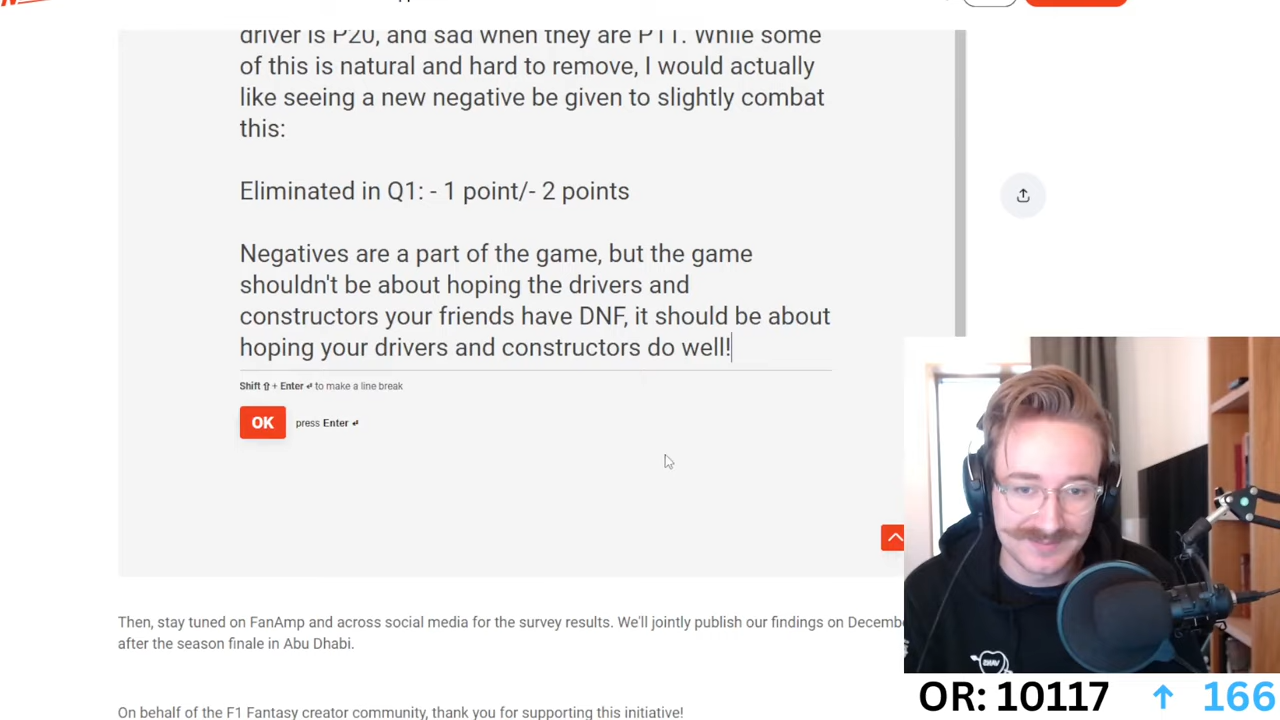 driver is P20, and sad when they are P11. While some
of this is natural and hard to remove, I would actually
like seeing a new negative be given to slightly combat
this:
Eliminated in Q1: - 1 point/- 2 points
Negatives are a part of the game, but the game
shouldn't be about hoping the drivers and
constructors your friends have DNF, it should be about
hoping your drivers and constructors do well!
Shift ⇧ + Enter ↵ to make a line break
OK press Enter ↵
Then, stay tuned on FanAmp and across social media for the survey results. We'll jointly publish our findings on
after the season finale in Abu Dhabi.
On behalf of the F1 Fantasy creator community, thank you for supporting this initiative!
OR: 10117 ↑ 166